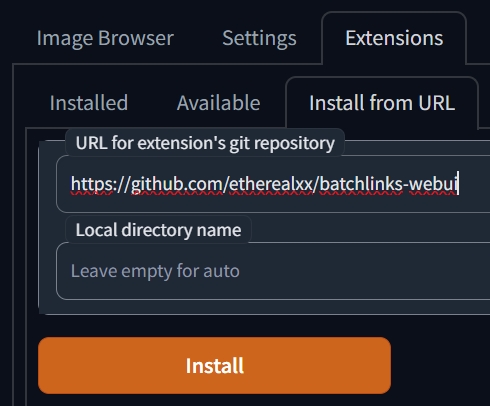 Image Browser Settings Extensions
Installed Available Install from URL
URL for extension's git repository
https://github.com/etherealxx/batchlinks-webui
Local directory name
Leave empty for auto
Install